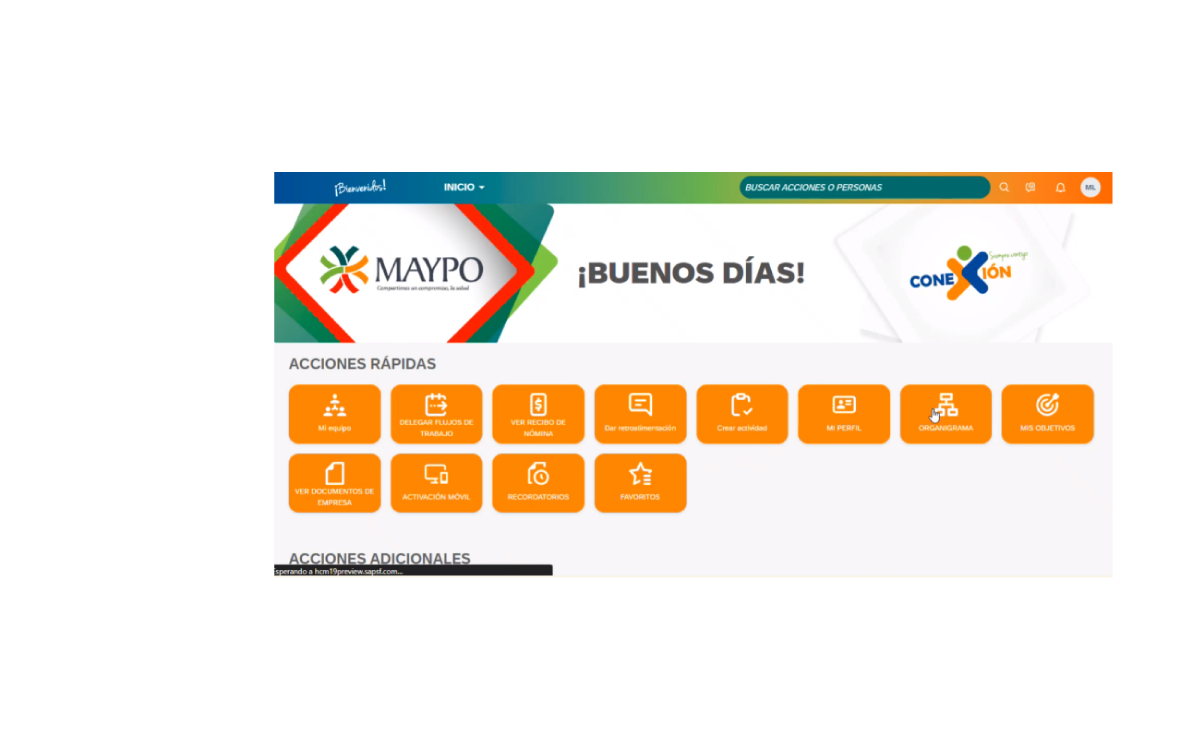 ¡Bienvenidos!
INICIO
BUSCAR ACCIONES O PERSONAS
ML
MAYPO
Compartimos un compromiso, la salud
¡BUENOS DÍAS!
Siempre contigo
CONEXIÓN
ACCIONES RÁPIDAS
Mi equipo
DELEGAR FLUJOS DE
TRABAJO
VER RECIBO DE
NÓMINA
Dar retroalimentación
Crear actividad
MI PERFIL
ORGANIGRAMA
MIS OBJETIVOS
VER DOCUMENTOS DE
EMPRESA
ACTIVACIÓN MÓVIL
RECORDATORIOS
FAVORITOS
ACCIONES ADICIONALES
sperando a hcm19preview.sapsf.com...